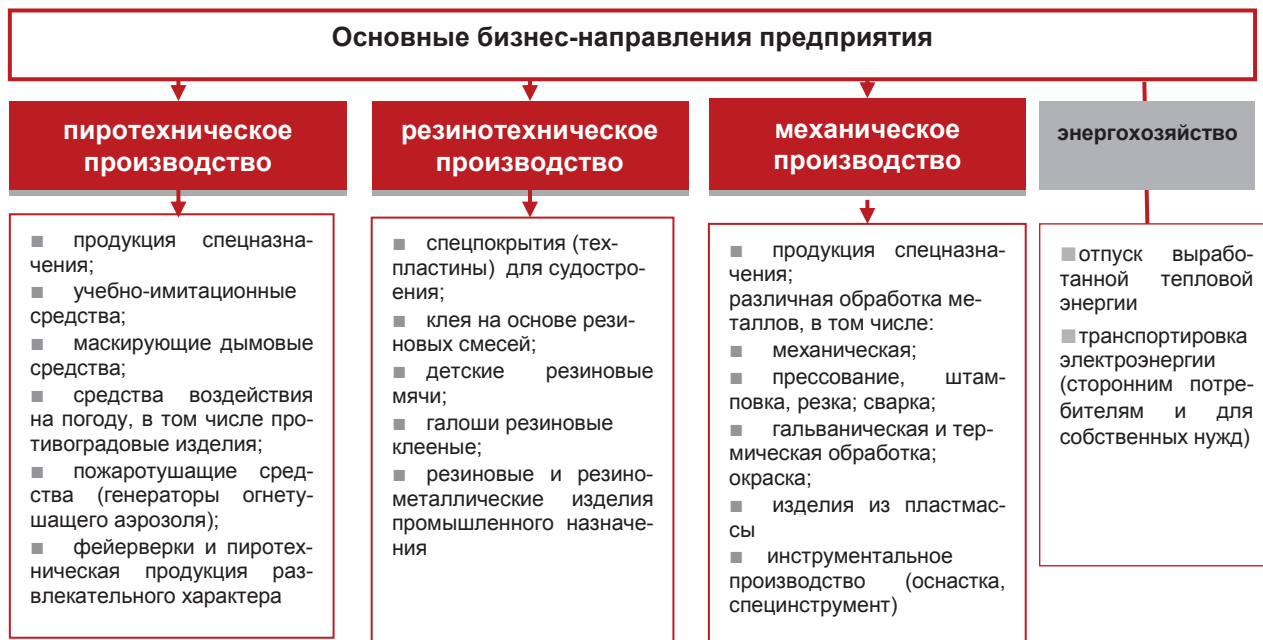 Основные бизнес-направления предприятия
пиротехническое
производство
резинотехническое
производство
механическое
производство
энергохозяйство
■ продукция спецназна-
чения;
■ учебно-имитационные
средства;
■ маскирующие дымовые
средства;
■ средства воздействия
на погоду, в том числе про-
тивоградовые изделия;
■ пожаротушащие сред-
ства (генераторы огнету-
шащего аэрозоля);
■ фейерверки и пиротех-
ническая продукция раз-
влекательного характера
■ спецпокрытия (тех-
пластины) для судостро-
ения;
■ клея на основе рези-
новых смесей;
■ детские резиновые
мячи;
■ галоши резиновые
клееные;
■ резиновые и резино-
металлические изделия
промышленного назначе-
ния
■ продукция спецназна-
чения;
различная обработка ме-
таллов, в том числе:
■ механическая;
■ прессование, штам-
повка, резка; сварка;
■ гальваническая и тер-
мическая обработка;
окраска;
■ изделия из пластмас-
сы
■ инструментальное
производство (оснастка,
специнструмент)
■ отпуск вырабо-
танной тепловой
энергии
■ транспортировка
электроэнергии
(сторонним потре-
бителям и для
собственных нужд)